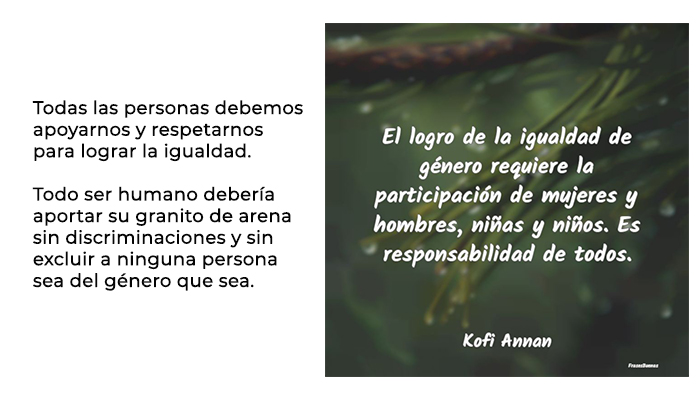 Todas las personas debemos
apoyarnos y respetarnos
para lograr la igualdad.
Todo ser humano debería
aportar su granito de arena
sin discriminaciones y sin
excluir a ninguna persona
sea del género que sea.
El logro de la igualdad de
género requiere la
participación de mujeres y
hombres, niñas y niños. Es
responsabilidad de todos.
Kofi Annan
FrasesBuenas